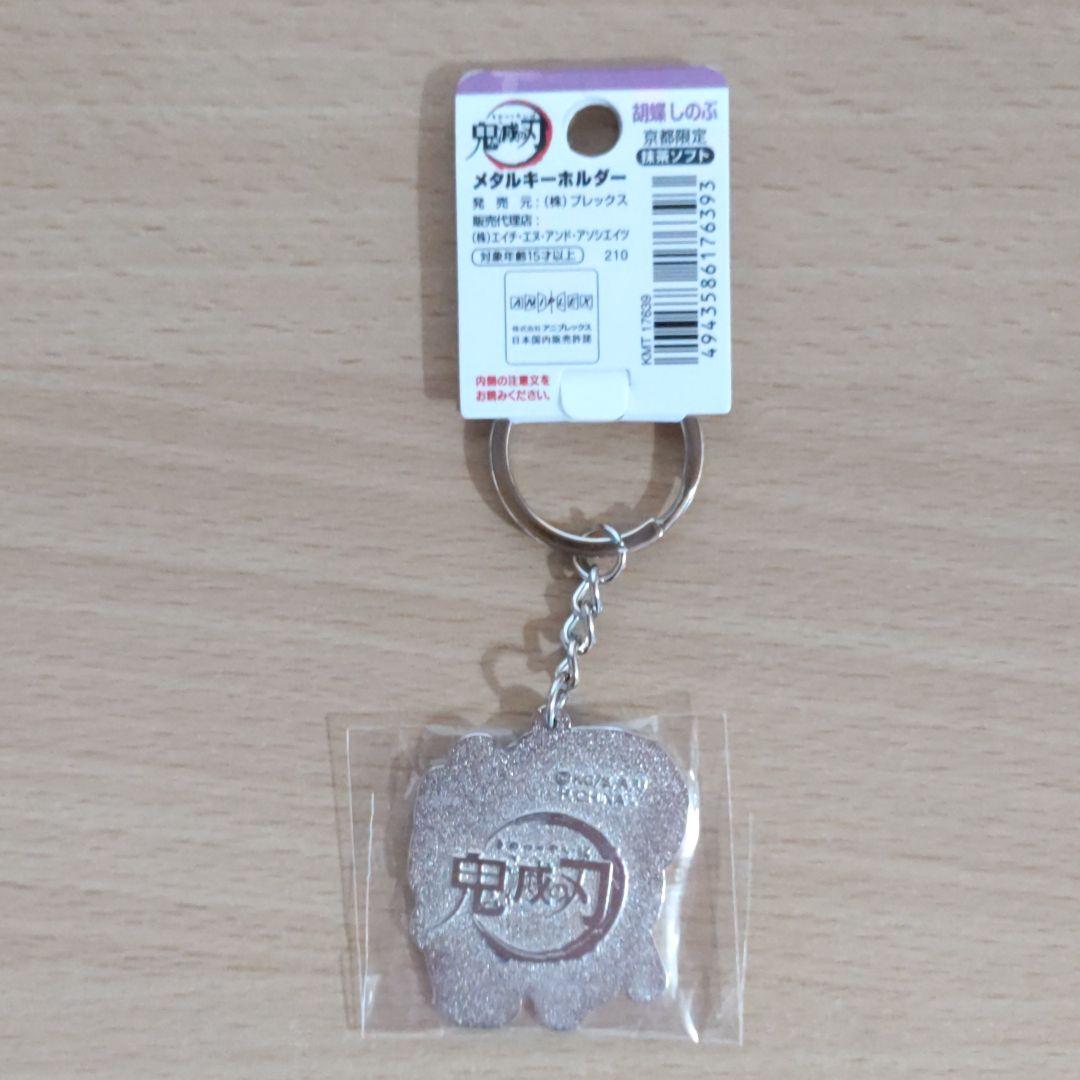 鬼滅の刃
胡蝶 しのぶ
京都限定
抹茶ソフト
メタルキーホルダー
発 売 元 : (株) プレックス
販売代理店 :
(株) エイチ・エヌ・アンド・アソシエイツ
対象年齢15才以上 210
ANIPLEX
株式会社 アニプレックス
日本国内販売許諾
内側の注意文を
お読みください。
KMT 17639
4943586176393
鬼滅の刃